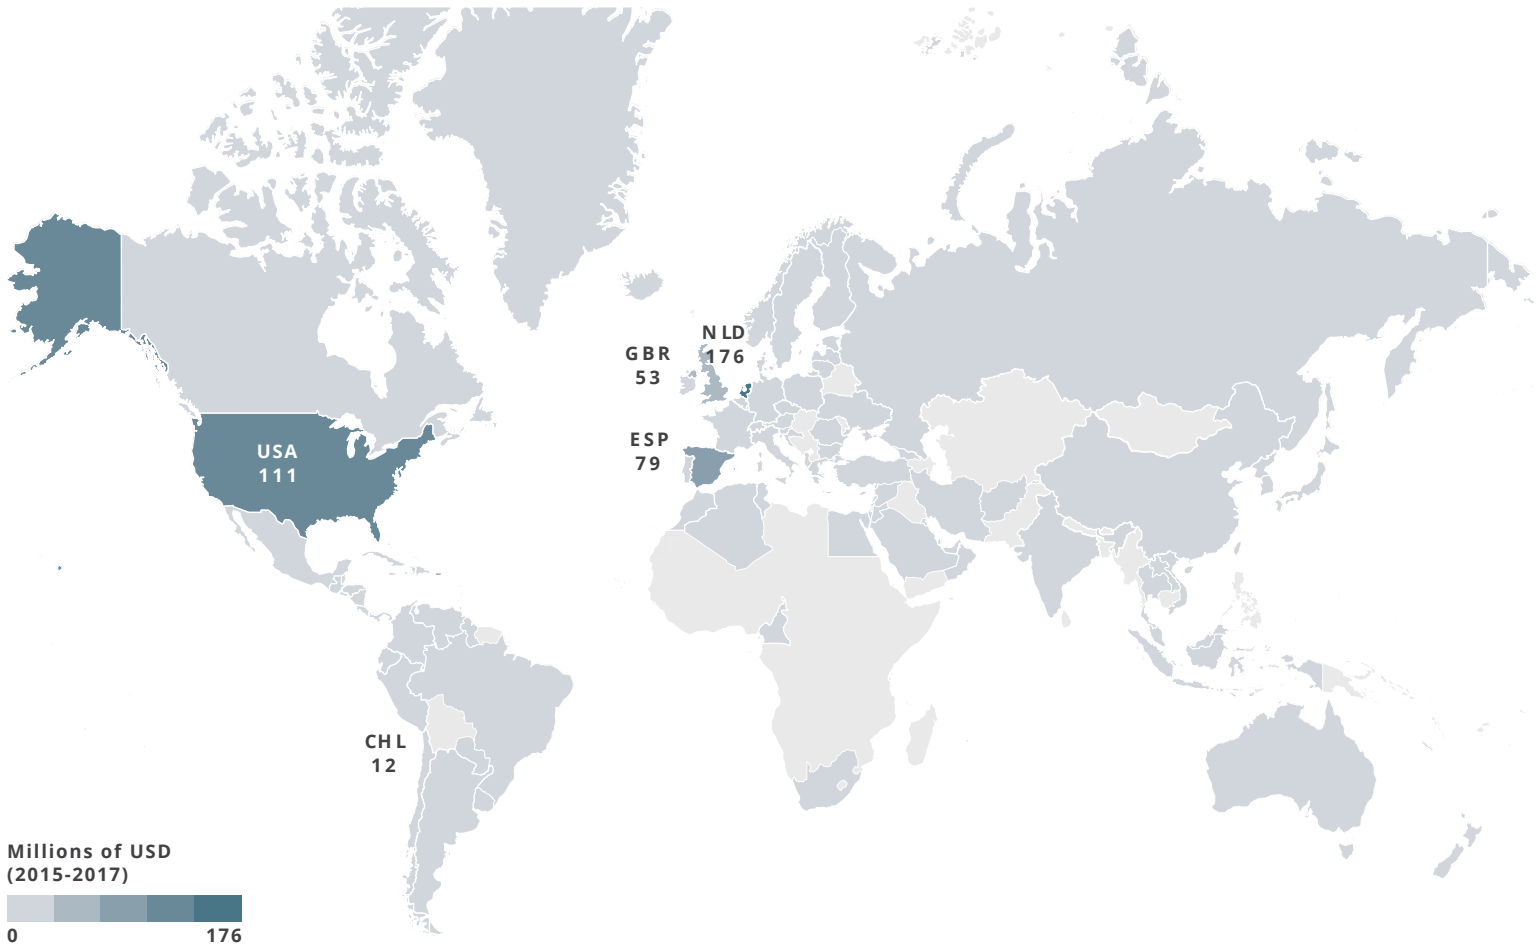 NLD
176
GBR
53
ESP
79
USA
111
CHL
12
Millions of USD
(2015-2017)
0 176